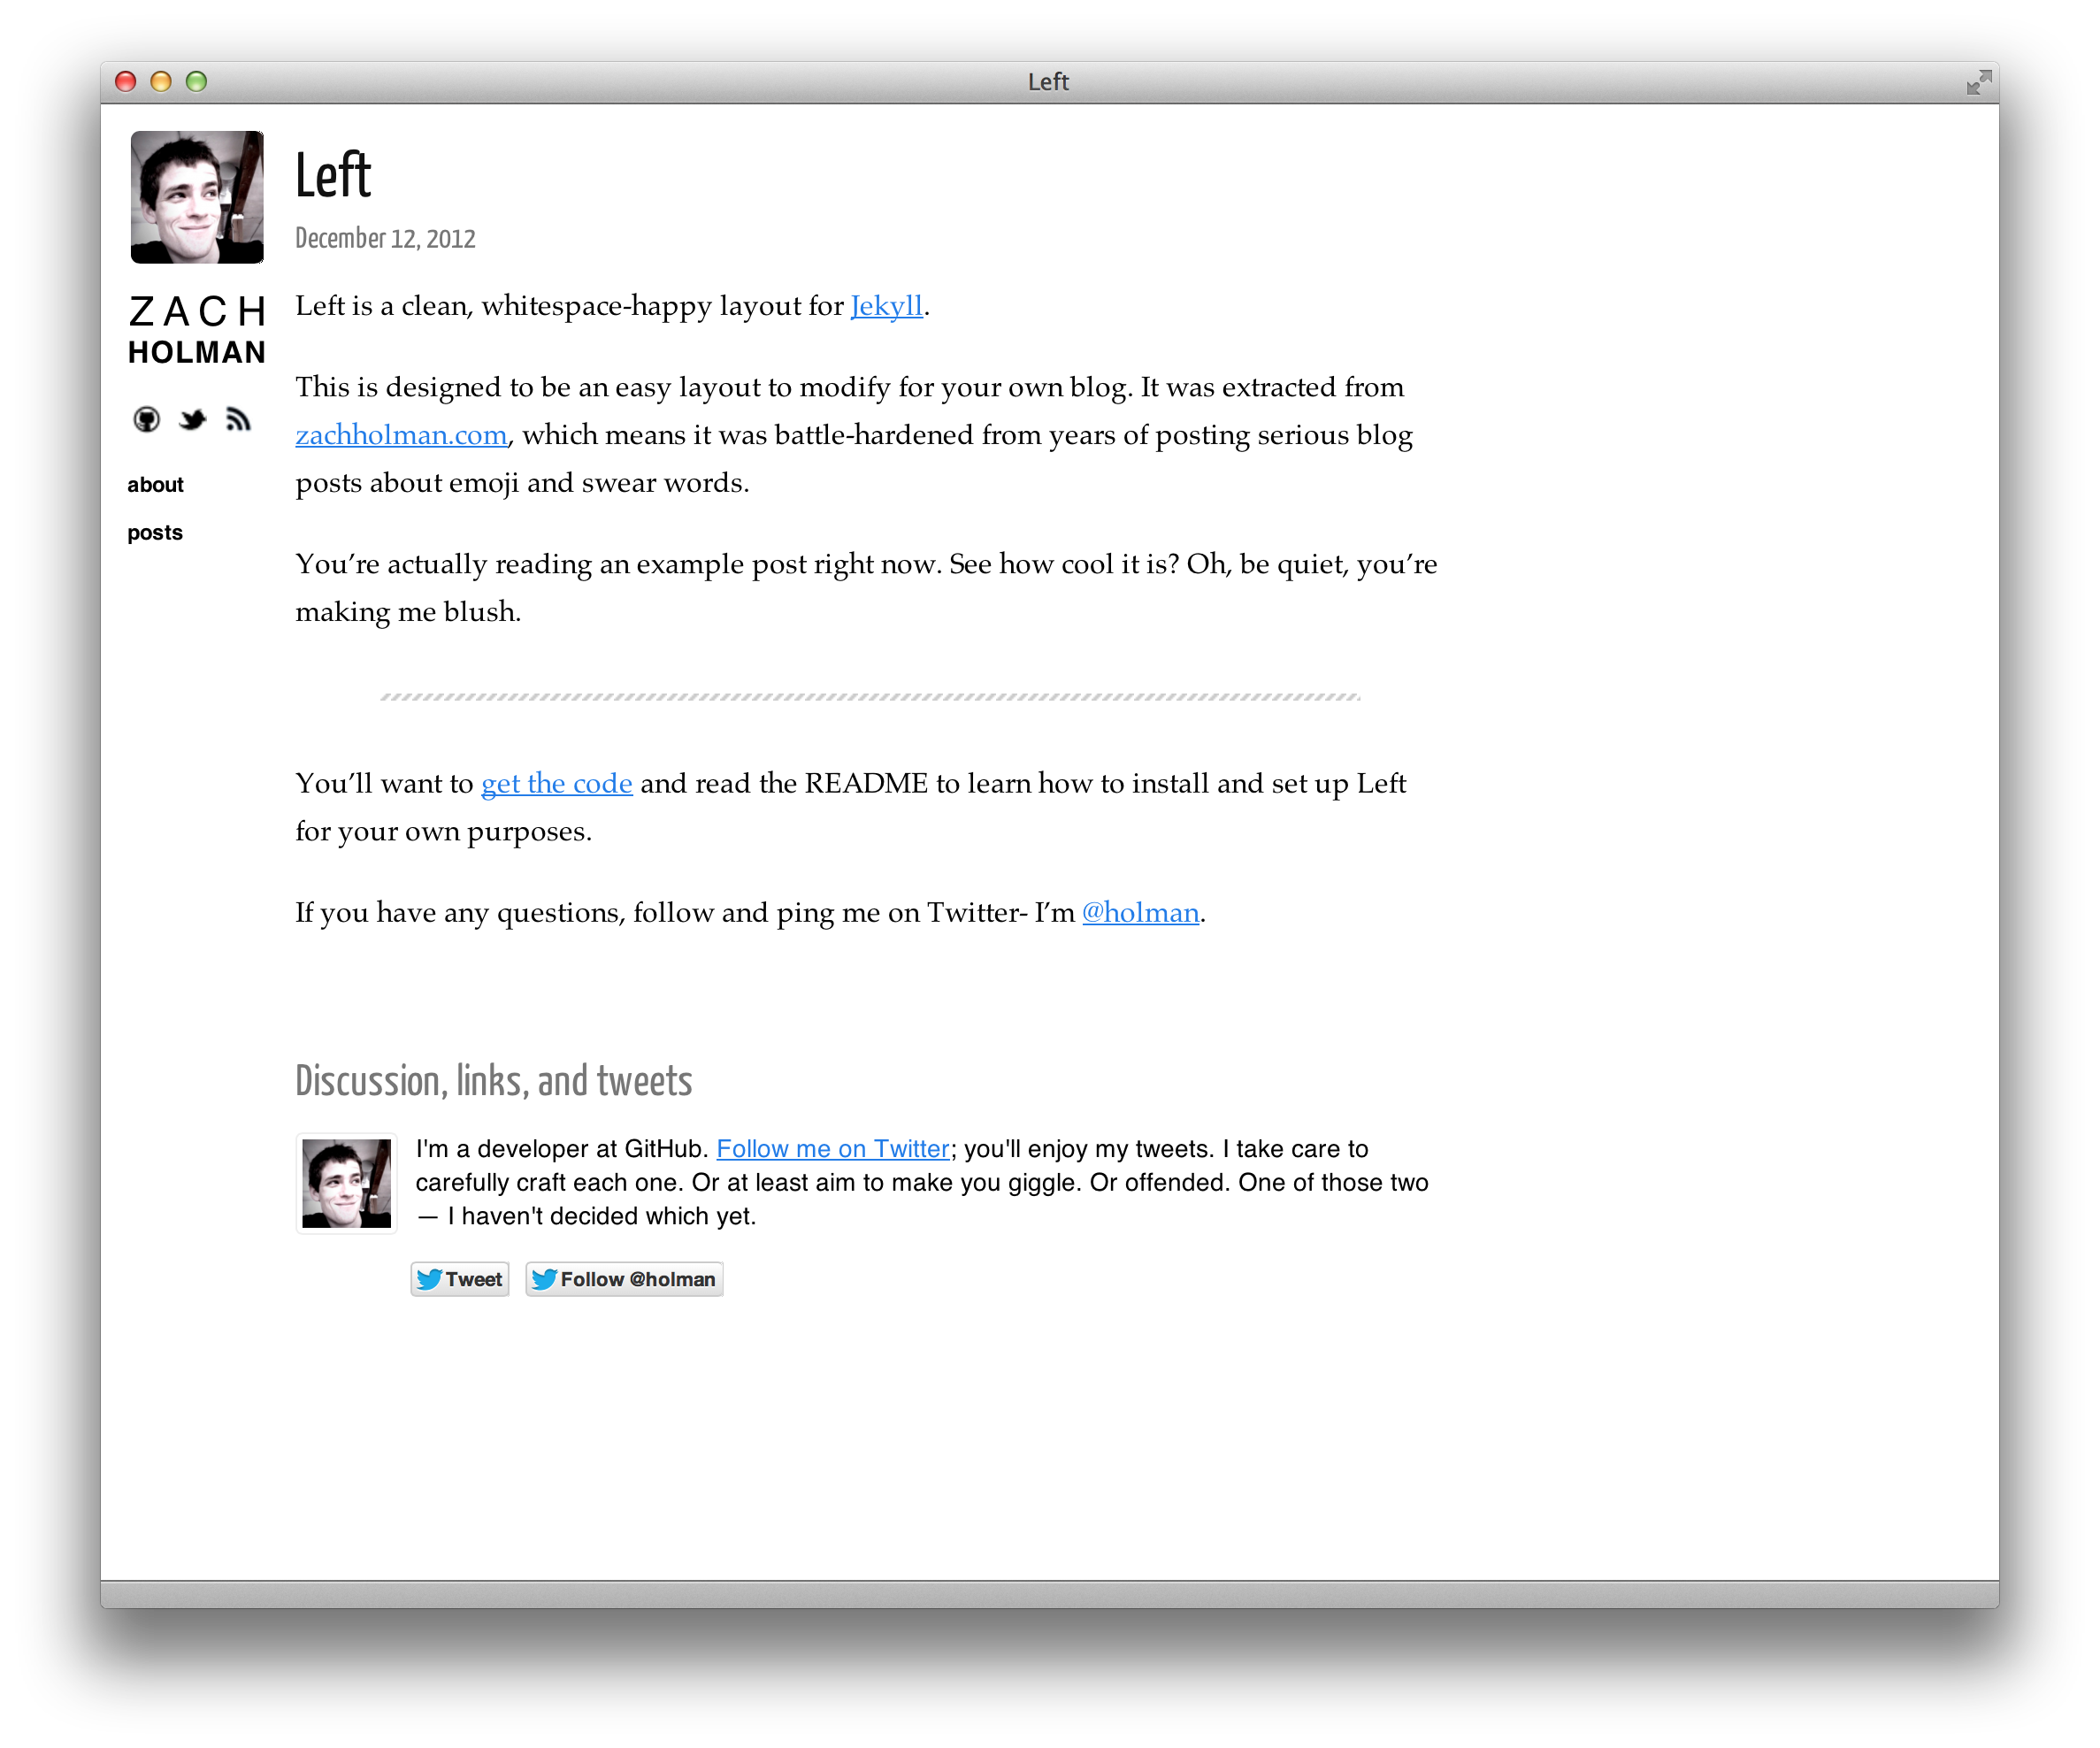 Left
Left
December 12, 2012
ZACH
HOLMAN
about
posts
Left is a clean, whitespace-happy layout for Jekyll.
This is designed to be an easy layout to modify for your own blog. It was extracted from
zachholman.com, which means it was battle-hardened from years of posting serious blog
posts about emoji and swear words.
You’re actually reading an example post right now. See how cool it is? Oh, be quiet, you’re
making me blush.
You’ll want to get the code and read the README to learn how to install and set up Left
for your own purposes.
If you have any questions, follow and ping me on Twitter- I’m @holman.
Discussion, links, and tweets
I'm a developer at GitHub. Follow me on Twitter; you'll enjoy my tweets. I take care to
carefully craft each one. Or at least aim to make you giggle. Or offended. One of those two
— I haven't decided which yet.
Tweet
Follow @holman